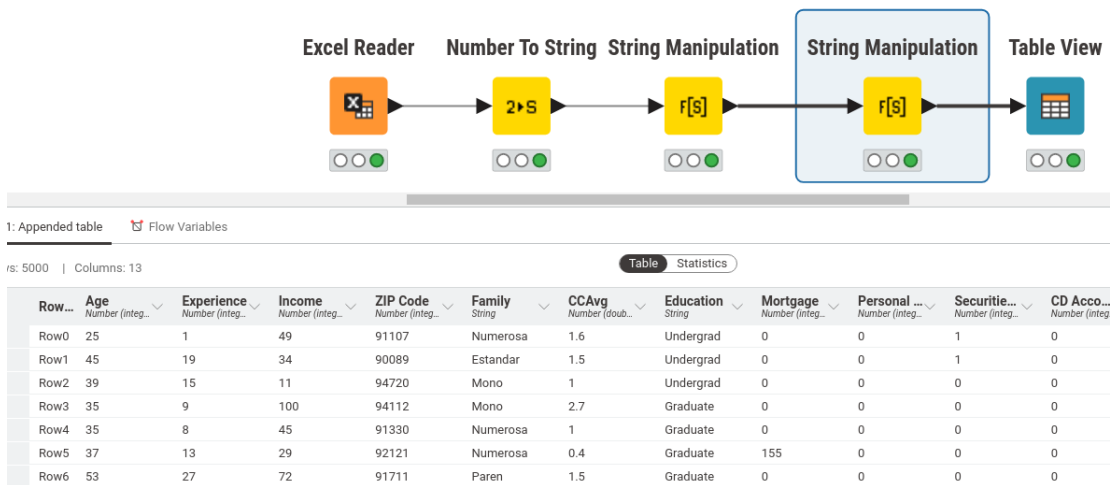 Excel Reader Number To String String Manipulation String Manipulation Table View
X 2▸S F[S] F[S]
1: Appended table Flow Variables
ws: 5000 | Columns: 13 Table Statistics
Row... Age Experience Income ZIP Code Family CCAvg Education Mortgage Personal ... Securitie... CD Acco...
Number (integ... Number (integ... Number (integ... Number (integ... String Number (doub... String Number (integ... Number (integ... Number (integ... Number (integ
Row0 25 1 49 91107 Numerosa 1.6 Undergrad 0 0 1 0
Row1 45 19 34 90089 Estandar 1.5 Undergrad 0 0 1 0
Row2 39 15 11 94720 Mono 1 Undergrad 0 0 0 0
Row3 35 9 100 94112 Mono 2.7 Graduate 0 0 0 0
Row4 35 8 45 91330 Numerosa 1 Graduate 0 0 0 0
Row5 37 13 29 92121 Numerosa 0.4 Graduate 155 0 0 0
Row6 53 27 72 91711 Paren 1.5 Graduate 0 0 0 0